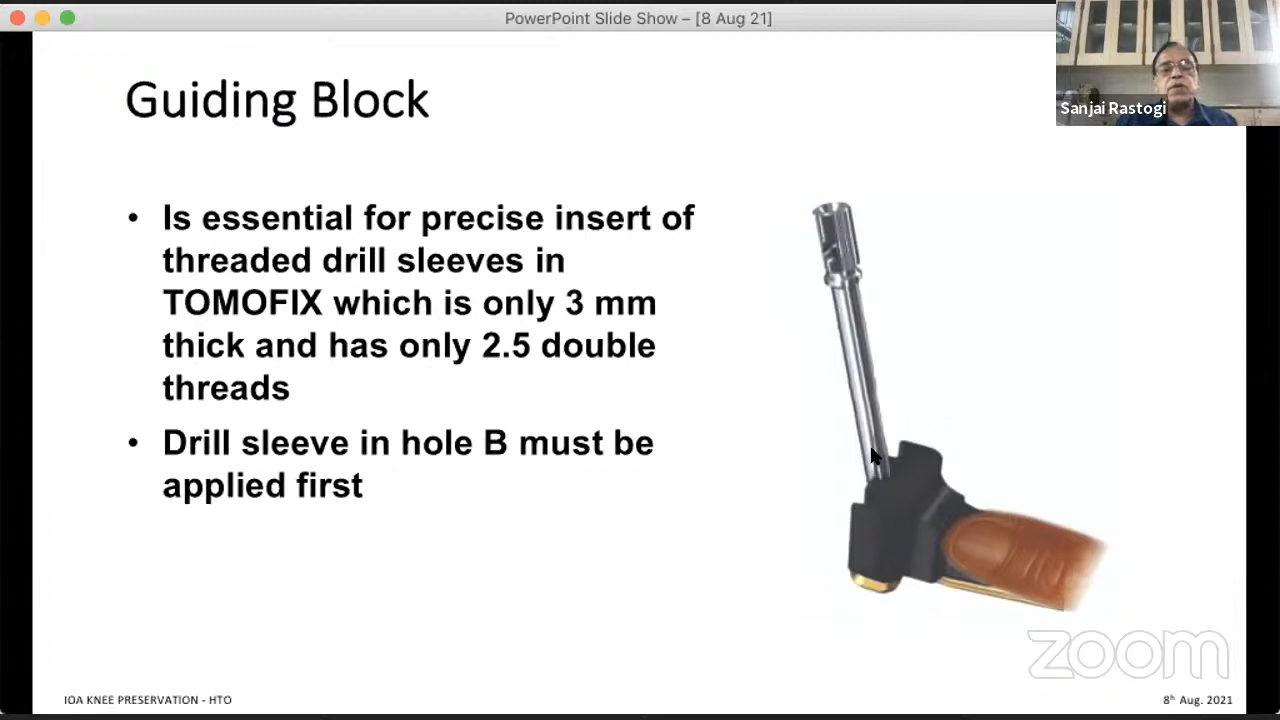 PowerPoint Slide Show – [8 Aug 21]
Sanjai Rastogi
Guiding Block
• Is essential for precise insert of
threaded drill sleeves in
TOMOFIX which is only 3 mm
thick and has only 2.5 double
threads
• Drill sleeve in hole B must be
applied first
zoom
IOA KNEE PRESERVATION - HTO
8ʰ Aug. 2021